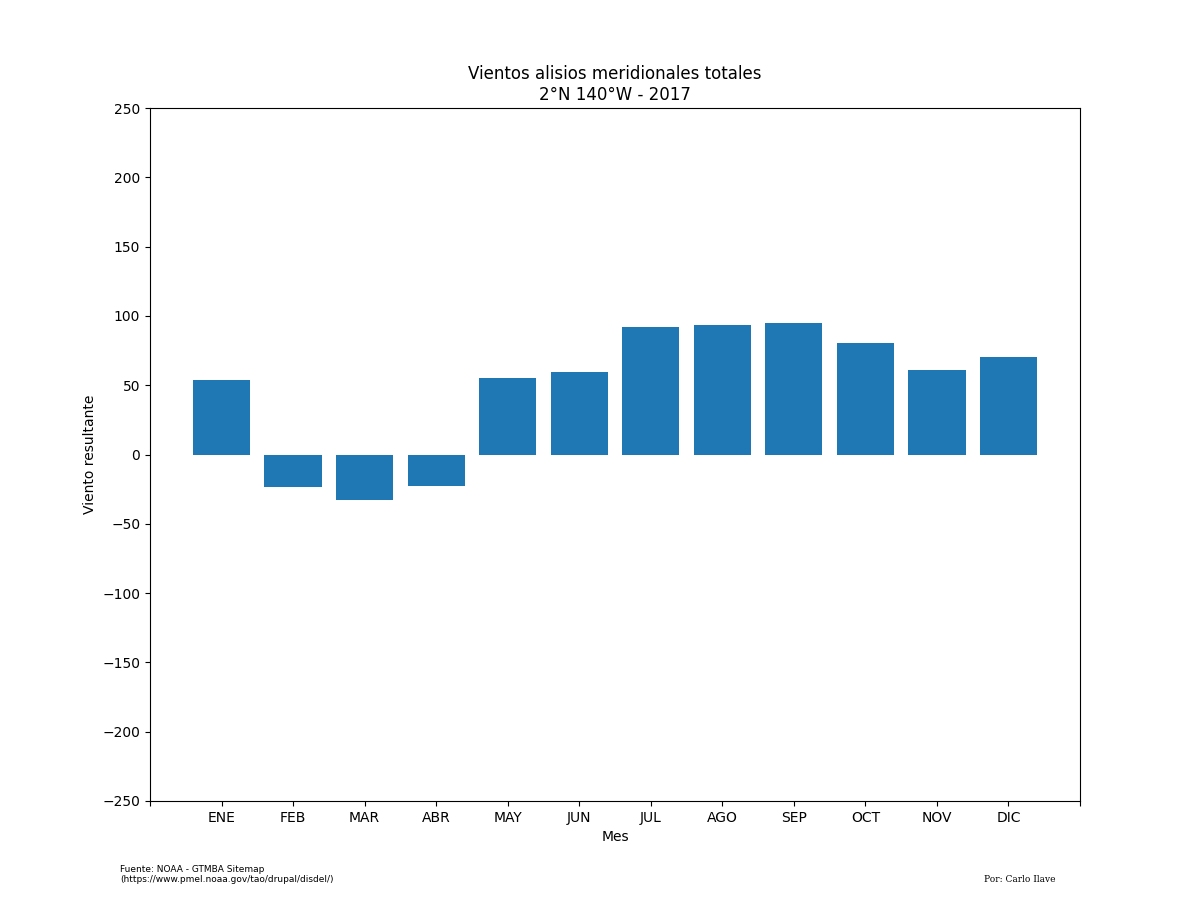 Vientos alisios meridionales totales
2°N 140°W - 2017
250
200
150
100
50
0
−50
−100
−150
−200
−250
Viento resultante
ENE FEB MAR ABR MAY JUN JUL AGO SEP OCT NOV DIC
Mes
Fuente: NOAA - GTMBA Sitemap
(https://www.pmel.noaa.gov/tao/drupal/disdel/)
Por: Carlo Ilave